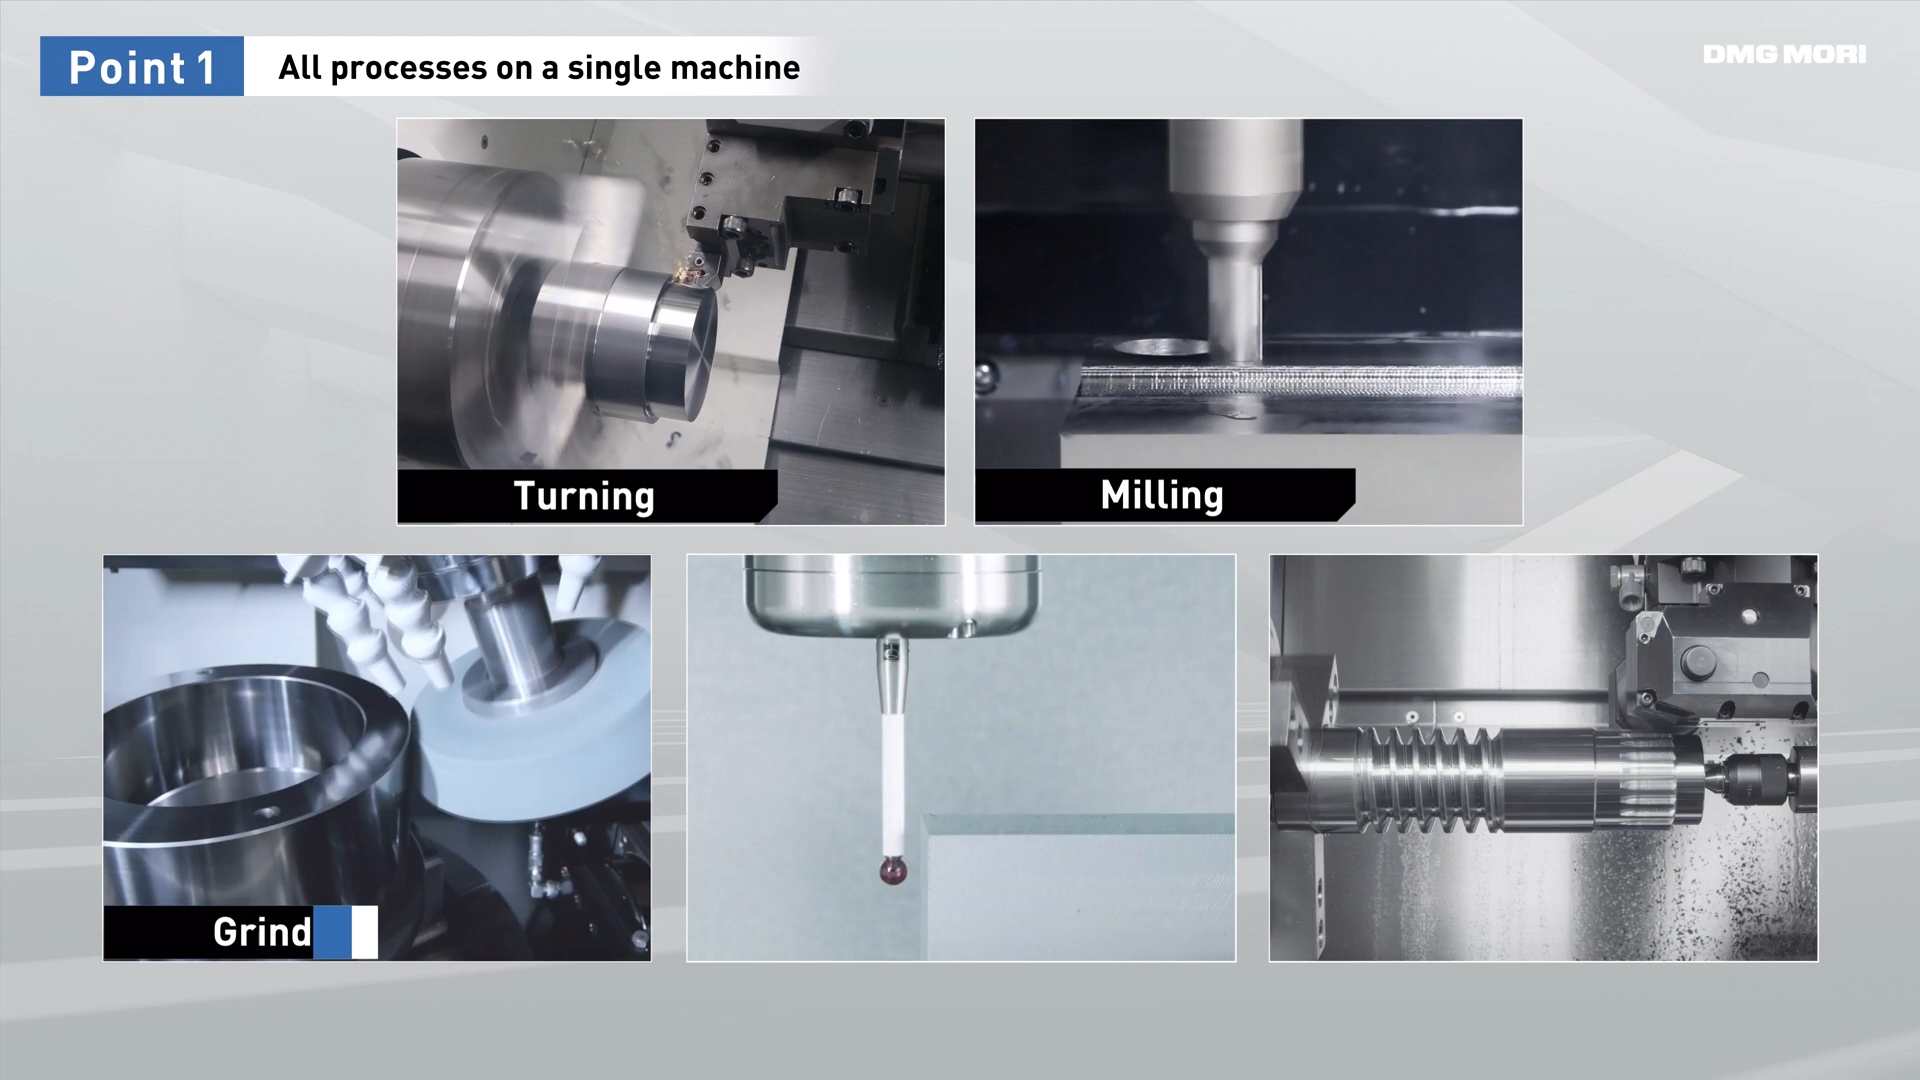 Point 1
All processes on a single machine
DMG MORI
Turning
Milling
Grind